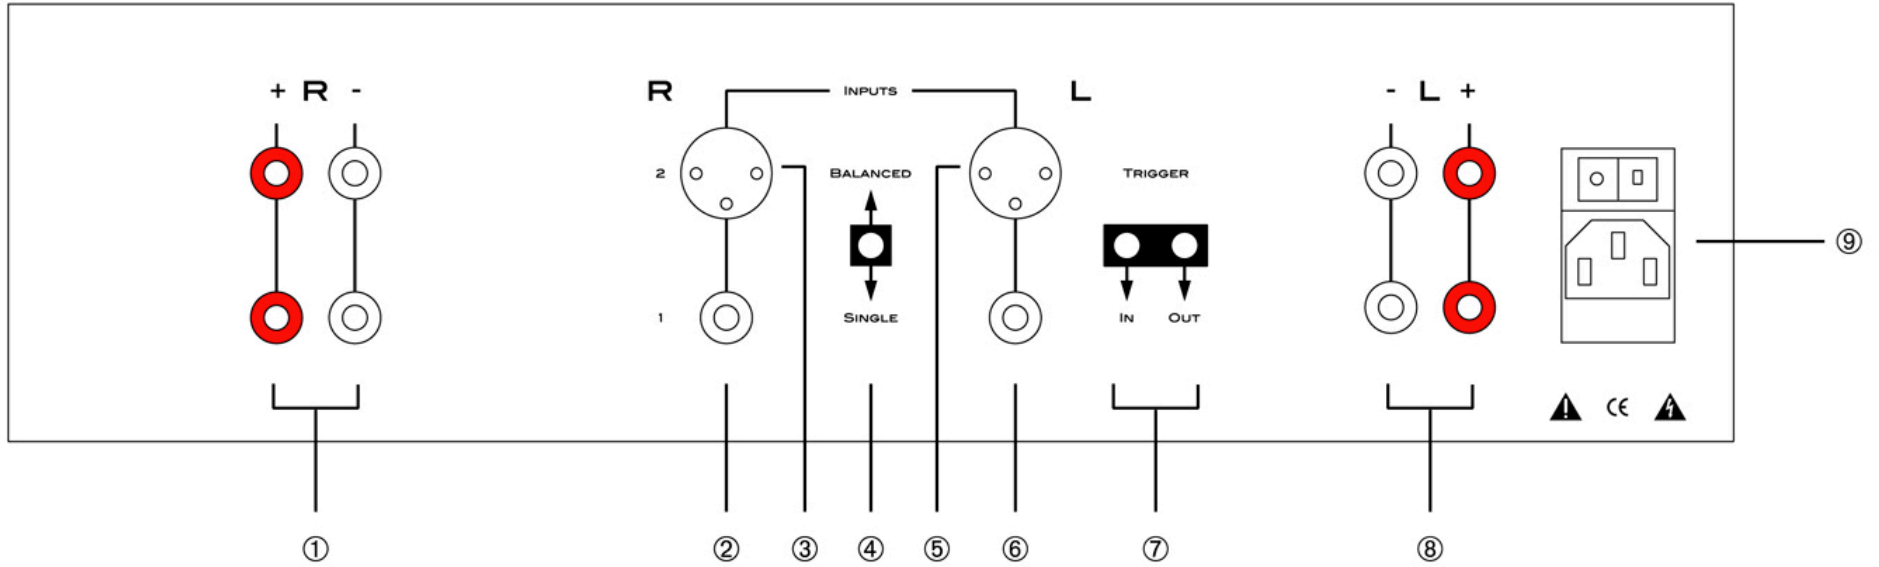 + R -
R
INPUTS
L
- L +
2
BALANCED
TRIGGER
⑨
1
SINGLE
IN
OUT
CE
①
②
③
④
⑤
⑥
⑦
⑧